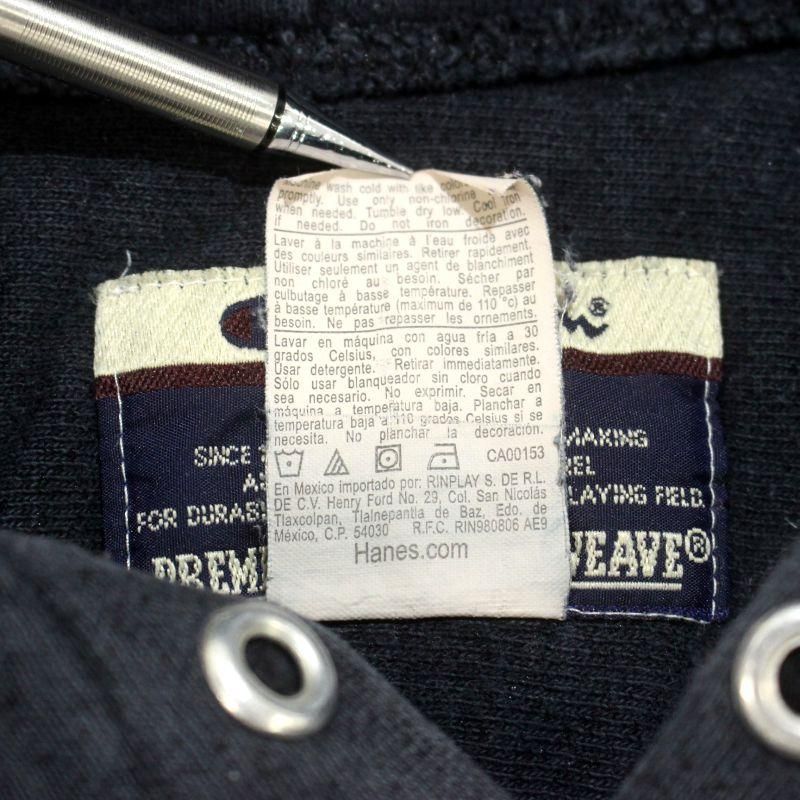 Machine wash cold with like colors
promptly. Use only non-chlorine
when needed. Tumble dry low. Cool iron
if needed. Do not iron decoration.
Laver à la machine à l'eau froide avec
des couleurs similaires. Retirer rapidement.
Utiliser seulement un agent de blanchiment
non chloré au besoin. Sécher par
culbutage à basse température. Repasser
à basse température (maximum de 110 °c) au
besoin. Ne pas repasser les ornements.
Lavar en máquina con agua fría a 30
grados Celsius, con colores similares.
Usar detergente. Retirar immediatamente.
Sólo usar blanqueador sin cloro cuando
sea necesario. No exprimir. Secar en
máquina a temperatura baja. Planchar a
temperatura baja a 110 grados Celsius si se
necesita. No planchar la decoración.
CA00153
En Mexico importado por: RINPLAY S. DE R.L.
DE C.V. Henry Ford No. 29, Col. San Nicolás
Tlaxcolpan, Tlalnepantla de Baz, Edo. de
México, C.P. 54030 R.F.C. RIN980806 AE9
Hanes.com
®
SINCE MAKING
EL
FOR DURAB LAYING FIELD.
PREM WEAVE®